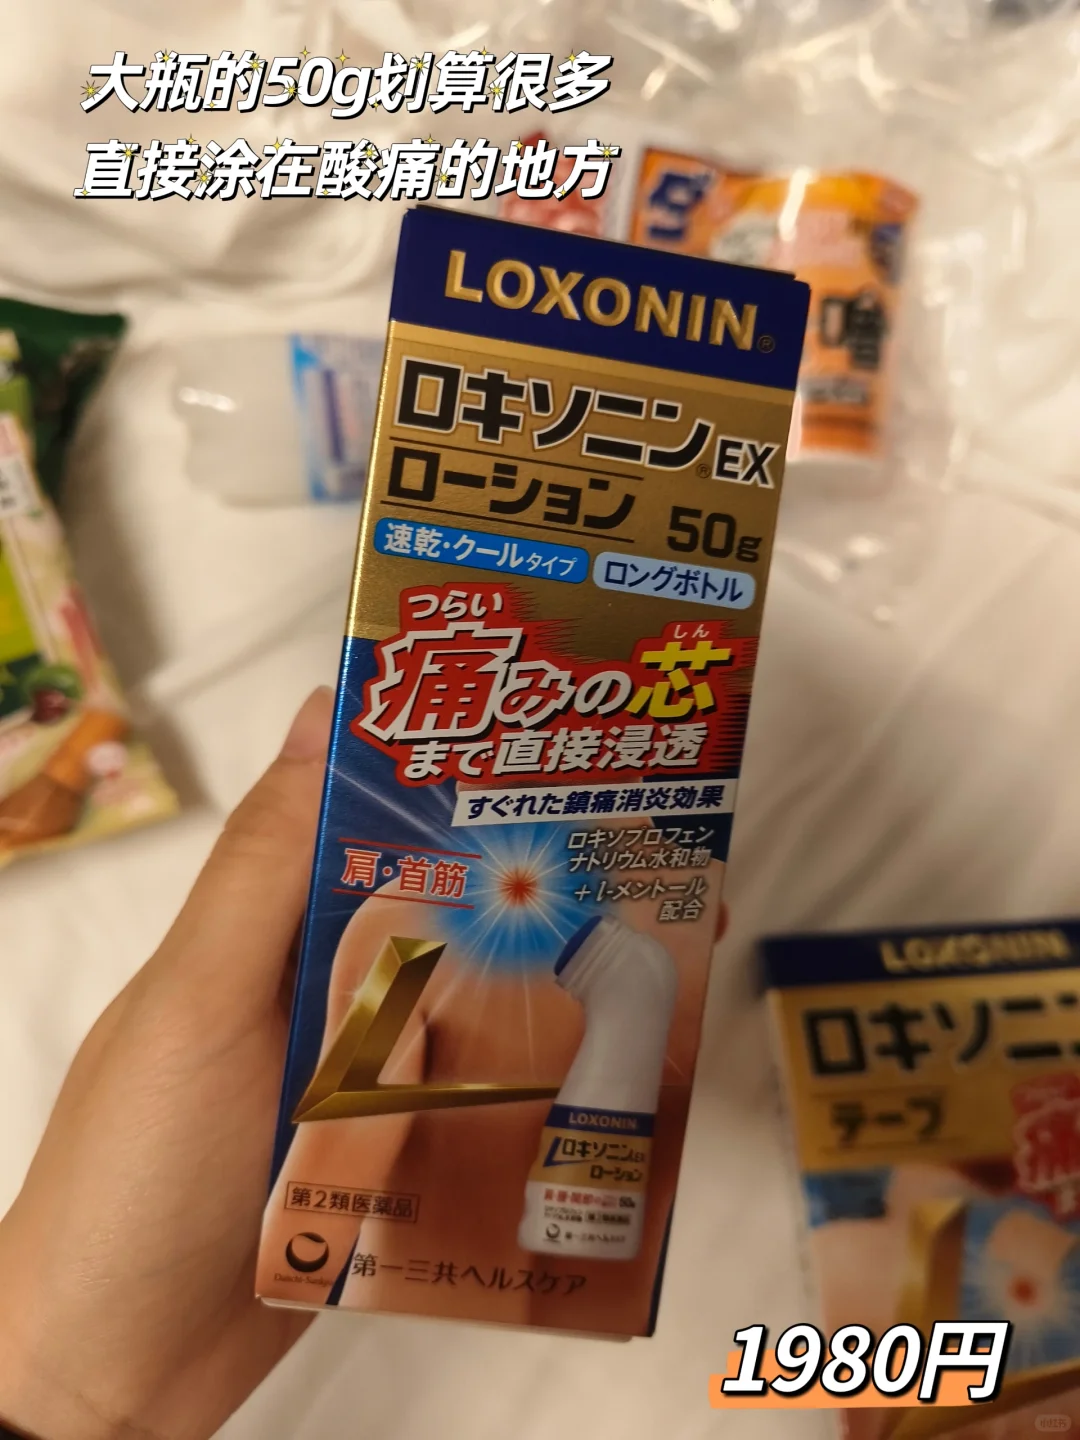 大瓶的50g划算很多
直接涂在酸痛的地方
LOXONIN®
ロキソニン®EX
ローション 50g
速乾・クールタイプ ロングボトル
つらい
しん
痛みの芯
まで直接浸透
すぐれた鎮痛消炎効果
ロキソプロフェン
ナトリウム水和物
+l-メントール
配合
肩・首筋
LOXONIN
ロキソニンEX
ローション
50g
第2類医薬品
Daiichi-Sankyo
第一三共ヘルスケア
LOXONIN
ロキソニン
テープ
1980円
小红书